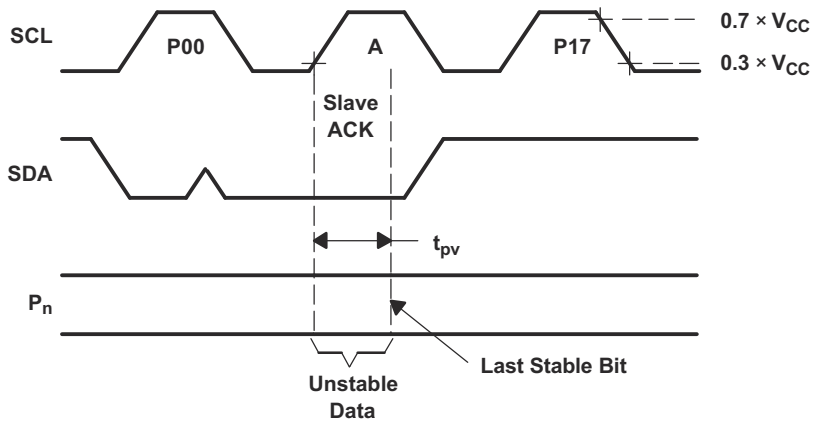 SCL
P00
A
P17
0.7 × VCC
0.3 × VCC
Slave
ACK
SDA
tpv
Pn
Last Stable Bit
Unstable
Data